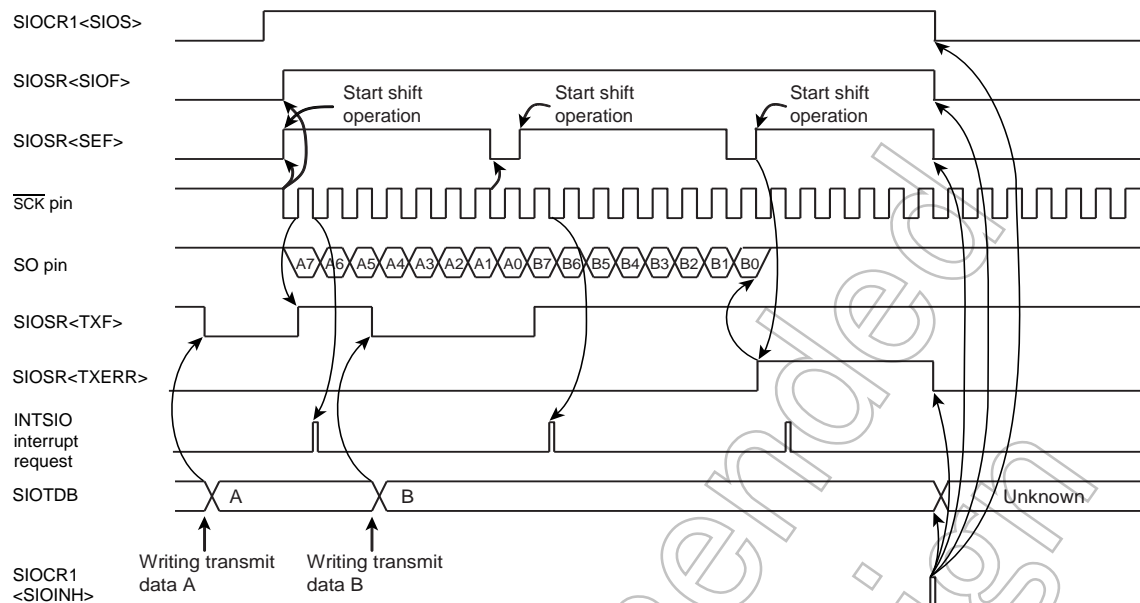 SIOCR1<SIOS>
SIOSR<SIOF>
Start shift
operation
Start shift
operation
Start shift
operation
SIOSR<SEF>
SCK pin
SO pin
A7 A6 A5 A4 A3 A2 A1 A0 B7 B6 B5 B4 B3 B2 B1 B0
SIOSR<TXF>
SIOSR<TXERR>
INTSIO
interrupt
request
SIOTDB
A
B
Unknown
Writing transmit
data A
Writing transmit
data B
SIOCR1
<SIOINH>